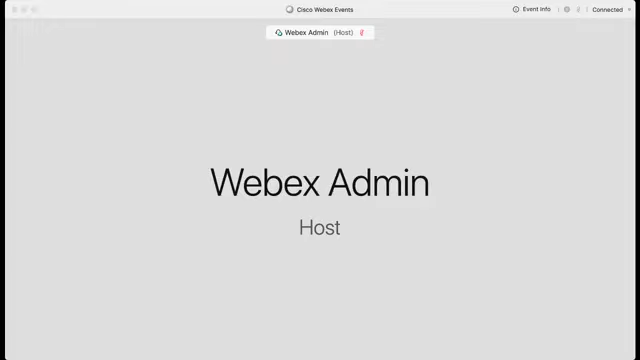 Cisco Webex Events
Event Info
Connected
Webex Admin (Host)
Webex Admin
Host